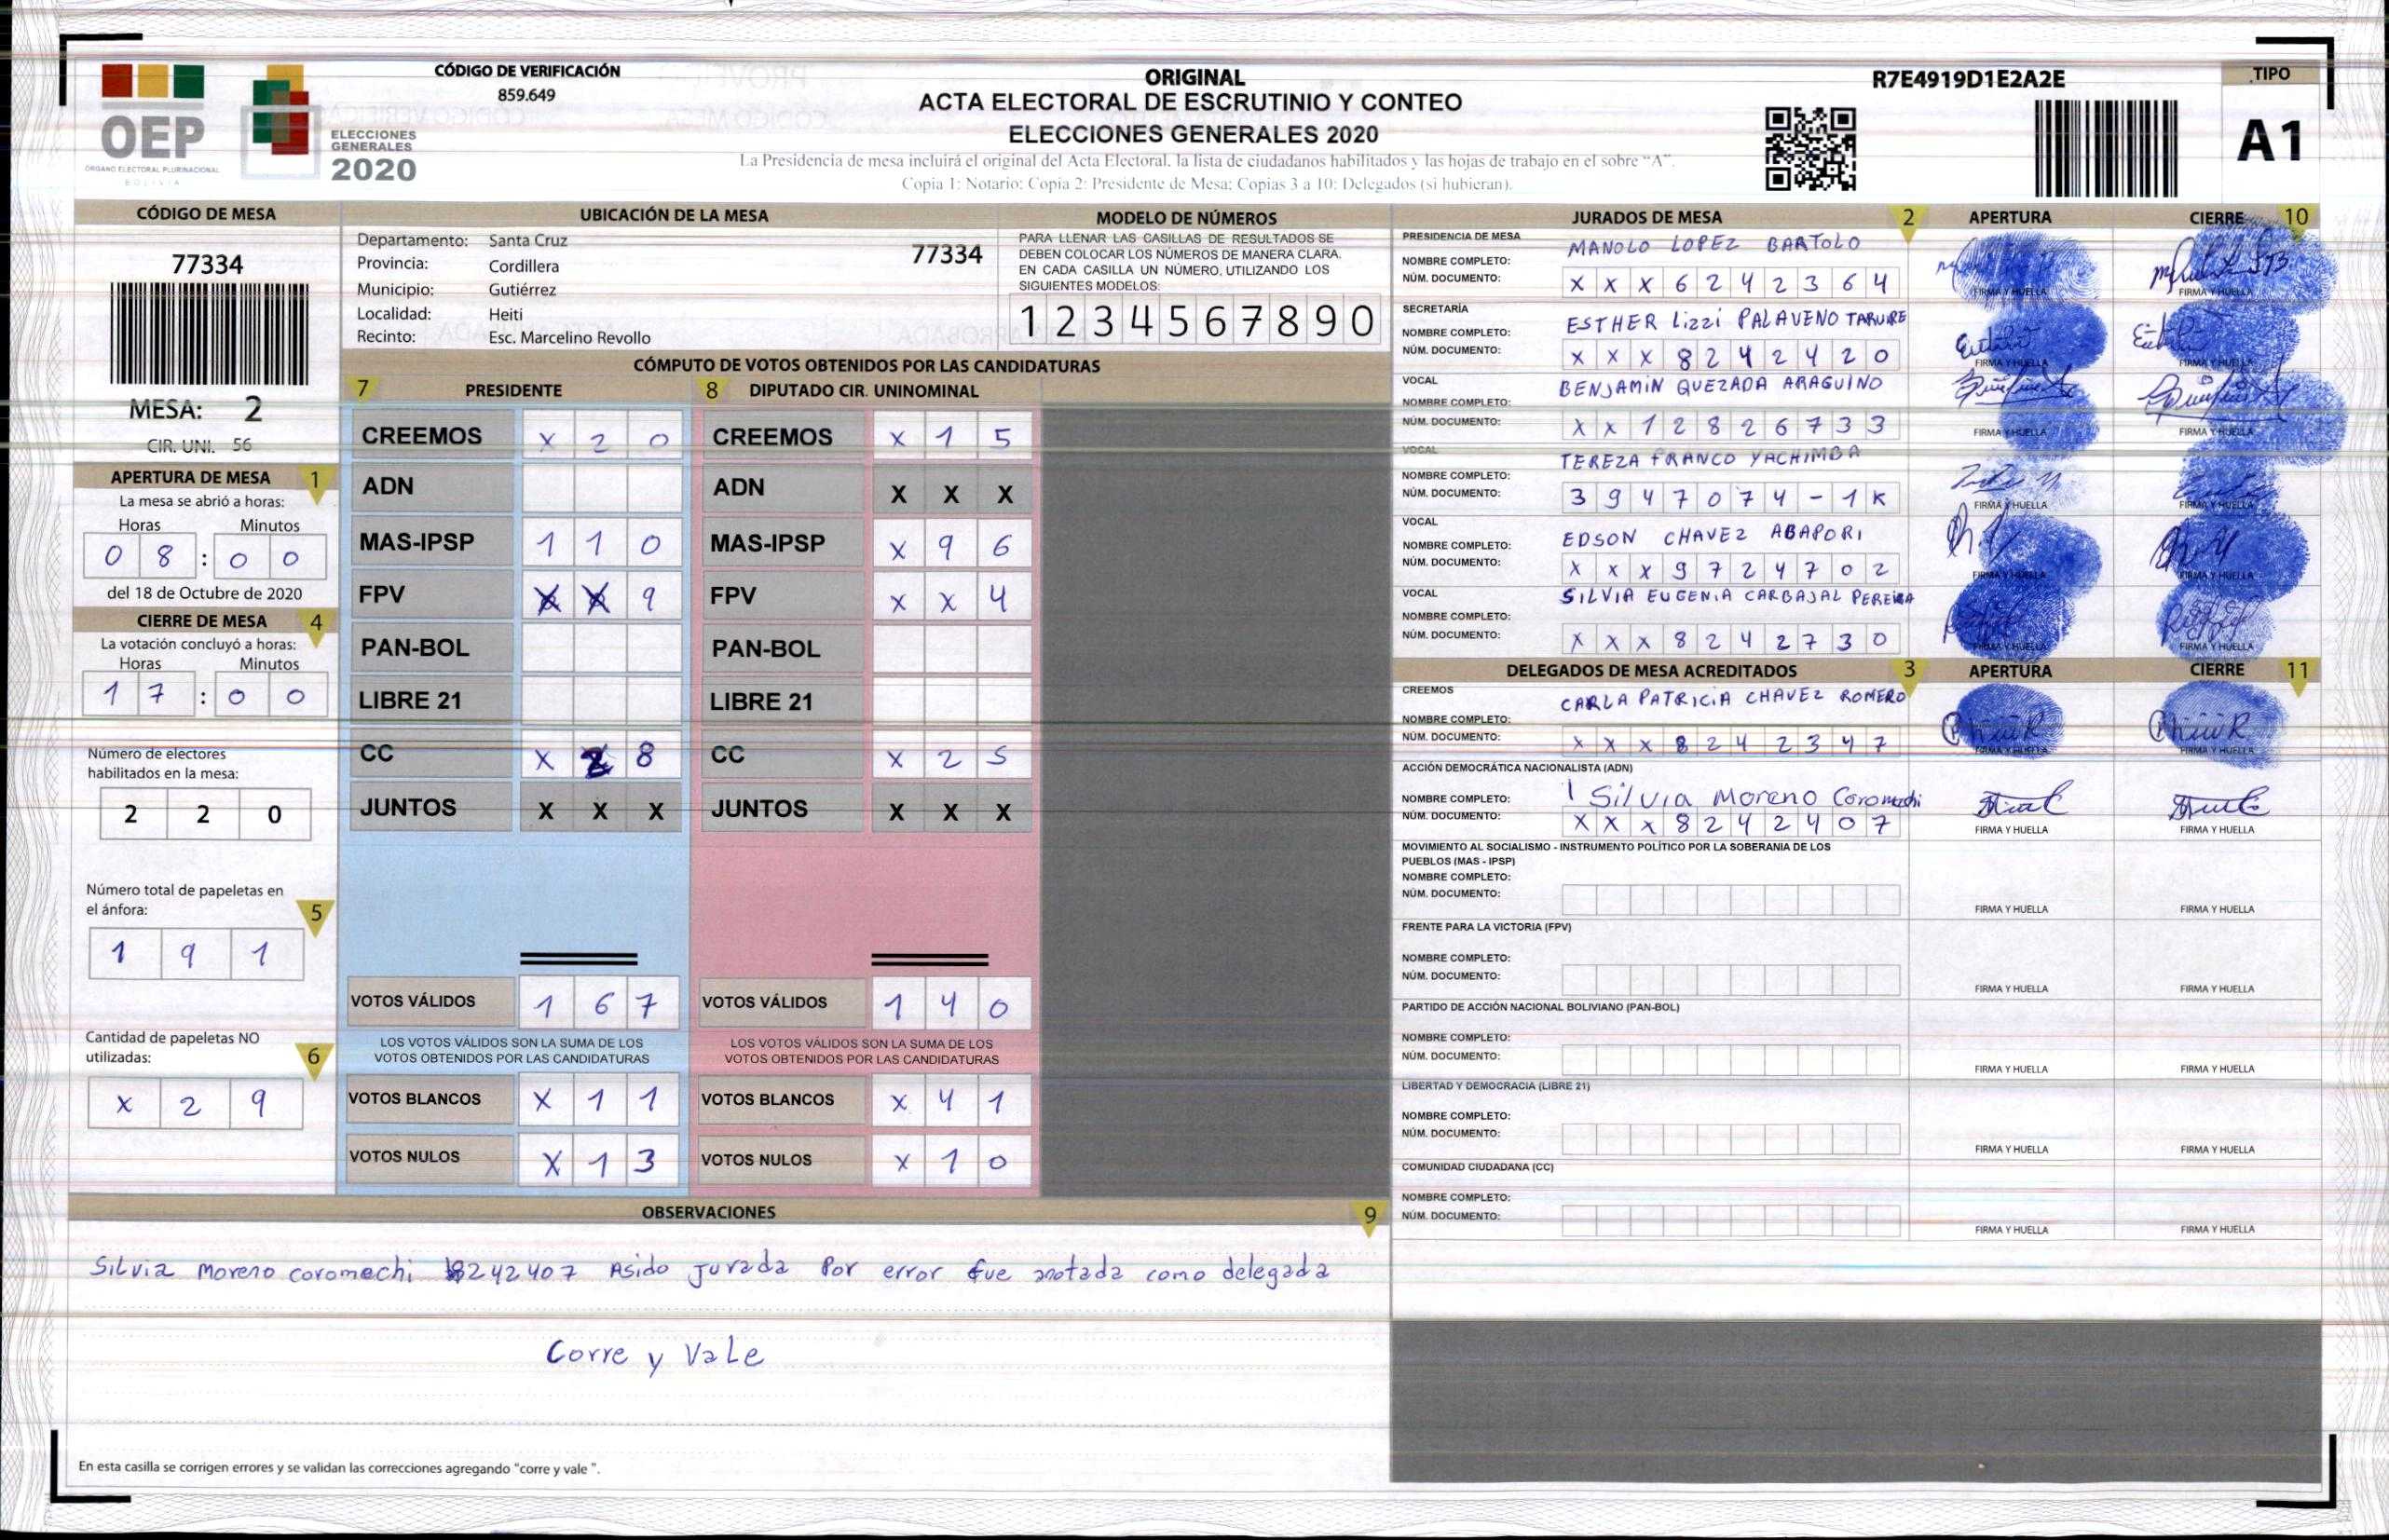 CÓDIGO DE VERIFICACIÓN
859.649
ORIGINAL
ACTA ELECTORAL DE ESCRUTINIO Y CONTEO
ELECCIONES GENERALES 2020
La Presidencia de mesa incluirá el original del Acta Electoral, la lista de ciudadanos habilitados y las hojas de trabajo en el sobre “A”.
Copia 1: Notario; Copia 2: Presidente de Mesa; Copias 3 a 10: Delegados (si hubieran).
R7E4919D1E2A2E
TIPO
A1
OEP
ÓRGANO ELECTORAL PLURINACIONAL
BOLIVIA
ELECCIONES
GENERALES
2020
CÓDIGO DE MESA
77334
MESA: 2
CIR. UNI. 56
APERTURA DE MESA 1
La mesa se abrió a horas:
Horas Minutos
0 8 : 0 0
del 18 de Octubre de 2020
CIERRE DE MESA 4
La votación concluyó a horas:
Horas Minutos
1 7 : 0 0
Número de electores
habilitados en la mesa:
2 2 0
Número total de papeletas en
el ánfora: 5
1 9 1
Cantidad de papeletas NO
utilizadas: 6
X 2 9
UBICACIÓN DE LA MESA
Departamento: Santa Cruz 77334
Provincia: Cordillera
Municipio: Gutiérrez
Localidad: Heiti
Recinto: Esc. Marcelino Revollo
MODELO DE NÚMEROS
PARA LLENAR LAS CASILLAS DE RESULTADOS SE
DEBEN COLOCAR LOS NÚMEROS DE MANERA CLARA.
EN CADA CASILLA UN NÚMERO, UTILIZANDO LOS
SIGUIENTES MODELOS:
1 2 3 4 5 6 7 8 9 0
CÓMPUTO DE VOTOS OBTENIDOS POR LAS CANDIDATURAS
7 PRESIDENTE 8 DIPUTADO CIR. UNINOMINAL
CREEMOS X 2 0 CREEMOS X 1 5
ADN ADN X X X
MAS-IPSP 1 1 0 MAS-IPSP X 9 6
FPV X X 9 FPV X X 4
PAN-BOL PAN-BOL
LIBRE 21 LIBRE 21
CC X 2 8 CC X 2 5
JUNTOS X X X JUNTOS X X X
VOTOS VÁLIDOS 1 6 7 VOTOS VÁLIDOS 1 4 0
LOS VOTOS VÁLIDOS SON LA SUMA DE LOS LOS VOTOS VÁLIDOS SON LA SUMA DE LOS
VOTOS OBTENIDOS POR LAS CANDIDATURAS VOTOS OBTENIDOS POR LAS CANDIDATURAS
VOTOS BLANCOS X 1 1 VOTOS BLANCOS X 4 1
VOTOS NULOS X 1 3 VOTOS NULOS X 1 0
OBSERVACIONES 9
Silvia Moreno coromechi 8242407 Asido jurada Por error fue anotada como delegada
Corre y Vale
En esta casilla se corrigen errores y se validan las correcciones agregando “corre y vale ”.
JURADOS DE MESA 2 APERTURA CIERRE 10
PRESIDENCIA DE MESA
NOMBRE COMPLETO: MANOLO LOPEZ BARTOLO
NÚM. DOCUMENTO: X X X 6 2 4 2 3 6 4
FIRMA Y HUELLA FIRMA Y HUELLA
SECRETARÍA
NOMBRE COMPLETO: ESTHER Lizzi PALAVENO TARUIRE
NÚM. DOCUMENTO: X X X 8 2 4 2 4 2 0
FIRMA Y HUELLA FIRMA Y HUELLA
VOCAL
NOMBRE COMPLETO: BENJAMIN QUEZADA ARAGUINO
NÚM. DOCUMENTO: X X 1 2 8 2 6 7 3 3
FIRMA Y HUELLA FIRMA Y HUELLA
VOCAL
NOMBRE COMPLETO: TEREZA FRANCO YACHIMBA
NÚM. DOCUMENTO: 3 9 4 7 0 7 4 - 1 K
FIRMA Y HUELLA FIRMA Y HUELLA
VOCAL
NOMBRE COMPLETO: EDSON CHAVEZ ABAPORI
NÚM. DOCUMENTO: X X X 9 7 2 4 7 0 2
FIRMA Y HUELLA FIRMA Y HUELLA
VOCAL
NOMBRE COMPLETO: SILVIA EUGENIA CARBAJAL PEREIRA
NÚM. DOCUMENTO: X X X 8 2 4 2 7 3 0
FIRMA Y HUELLA FIRMA Y HUELLA
DELEGADOS DE MESA ACREDITADOS 3 APERTURA CIERRE 11
CREEMOS
NOMBRE COMPLETO: CARLA PATRICIA CHAVEZ ROMERO
NÚM. DOCUMENTO: X X X 8 2 4 2 3 4 7
FIRMA Y HUELLA FIRMA Y HUELLA
ACCIÓN DEMOCRÁTICA NACIONALISTA (ADN)
NOMBRE COMPLETO: Silvia Moreno Coromechi
NÚM. DOCUMENTO: X X X 8 2 4 2 4 0 7
FIRMA Y HUELLA FIRMA Y HUELLA
MOVIMIENTO AL SOCIALISMO - INSTRUMENTO POLÍTICO POR LA SOBERANIA DE LOS
PUEBLOS (MAS - IPSP)
NOMBRE COMPLETO:
NÚM. DOCUMENTO:
FIRMA Y HUELLA FIRMA Y HUELLA
FRENTE PARA LA VICTORIA (FPV)
NOMBRE COMPLETO:
NÚM. DOCUMENTO:
FIRMA Y HUELLA FIRMA Y HUELLA
PARTIDO DE ACCIÓN NACIONAL BOLIVIANO (PAN-BOL)
NOMBRE COMPLETO:
NÚM. DOCUMENTO:
FIRMA Y HUELLA FIRMA Y HUELLA
LIBERTAD Y DEMOCRACIA (LIBRE 21)
NOMBRE COMPLETO:
NÚM. DOCUMENTO:
FIRMA Y HUELLA FIRMA Y HUELLA
COMUNIDAD CIUDADANA (CC)
NOMBRE COMPLETO:
NÚM. DOCUMENTO:
FIRMA Y HUELLA FIRMA Y HUELLA